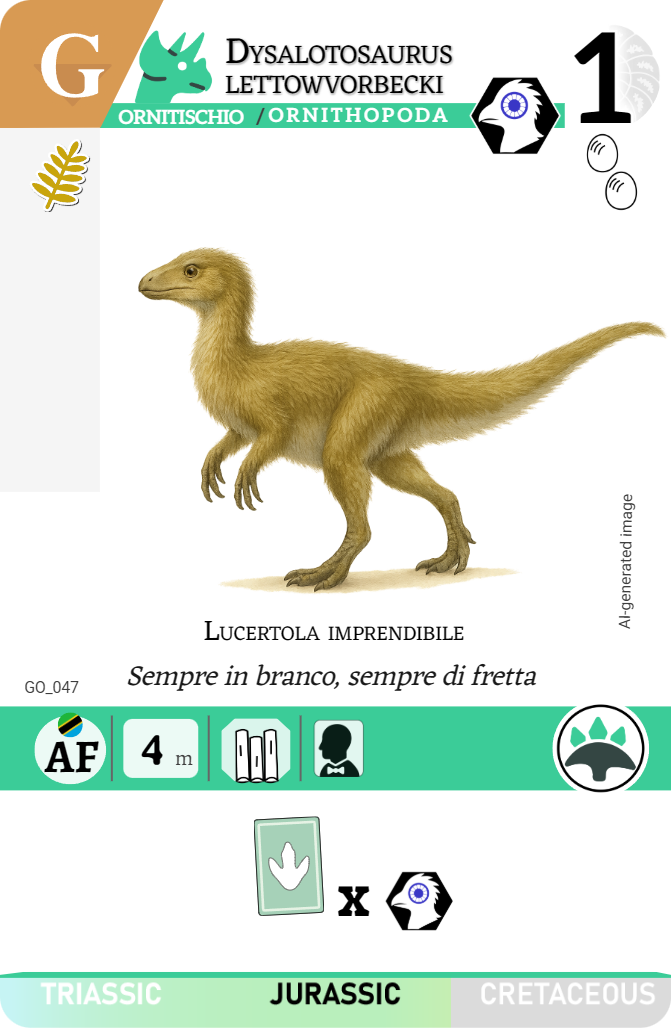 G
DYSALOTOSAURUS
LETTOWVORBECKI
1
ORNITISCHIO / ORNITHOPODA
AI-generated image
LUCERTOLA IMPRENDIBILE
Sempre in branco, sempre di fretta
GO_047
AF
4 m
x
TRIASSIC JURASSIC CRETACEOUS